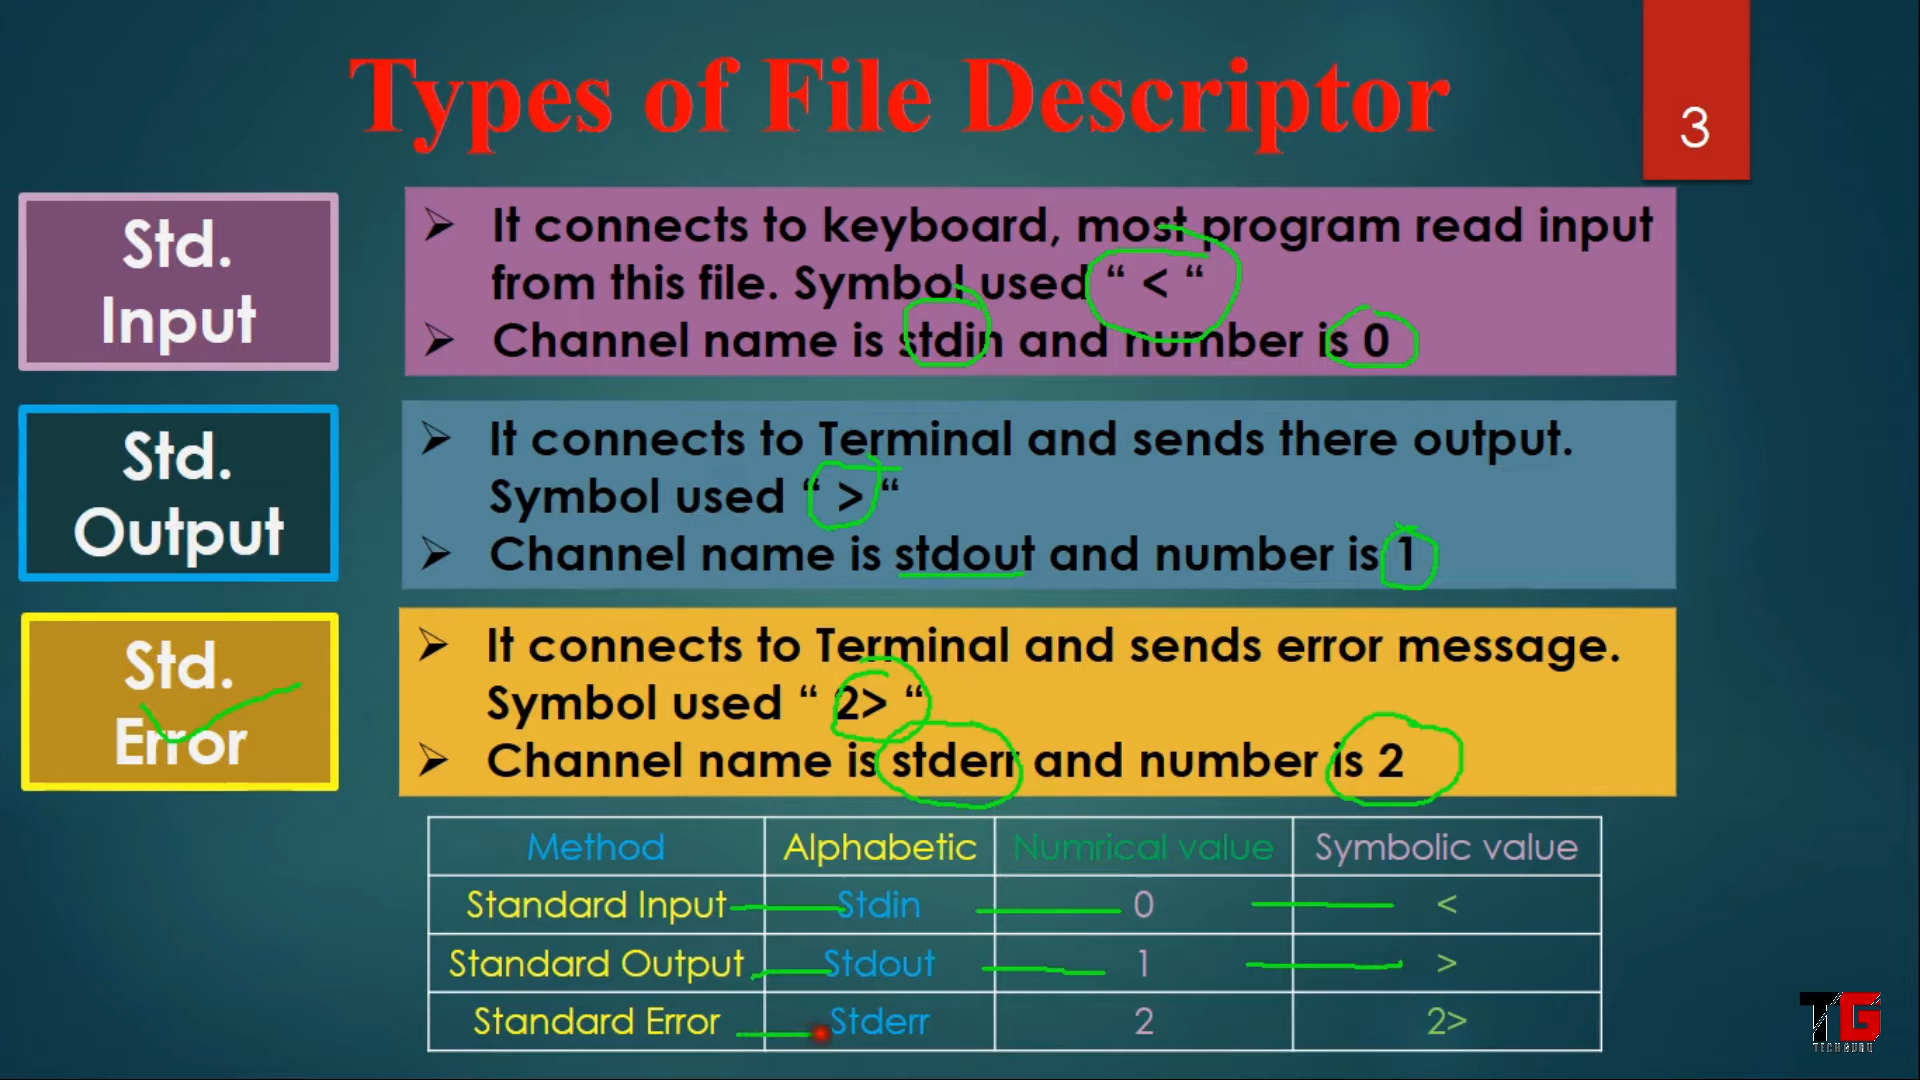 Types of File Descriptor
3
Std.
Input
➢ It connects to keyboard, most program read input
from this file. Symbol used “ < “
➢ Channel name is stdin and number is 0
Std.
Output
➢ It connects to Terminal and sends there output.
Symbol used “ > “
➢ Channel name is stdout and number is 1
Std.
Error
➢ It connects to Terminal and sends error message.
Symbol used “ 2> “
➢ Channel name is stderr and number is 2
Method Alphabetic Numrical value Symbolic value
Standard Input Stdin 0 <
Standard Output Stdout 1 >
Standard Error Stderr 2 2>
TG
TECH GURU